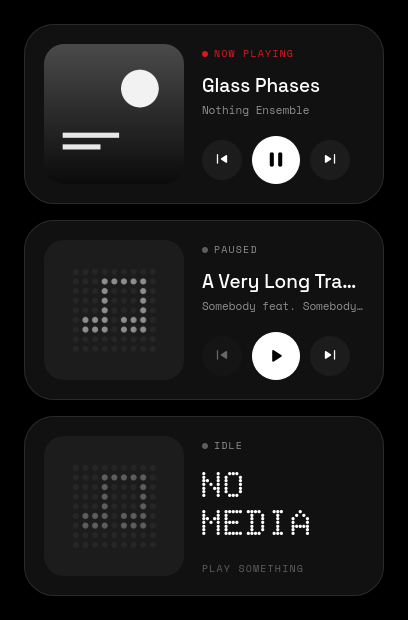 NOW PLAYING
Glass Phases
Nothing Ensemble
PAUSED
A Very Long Tra…
Somebody feat. Somebody…
IDLE
NO
MEDIA
PLAY SOMETHING